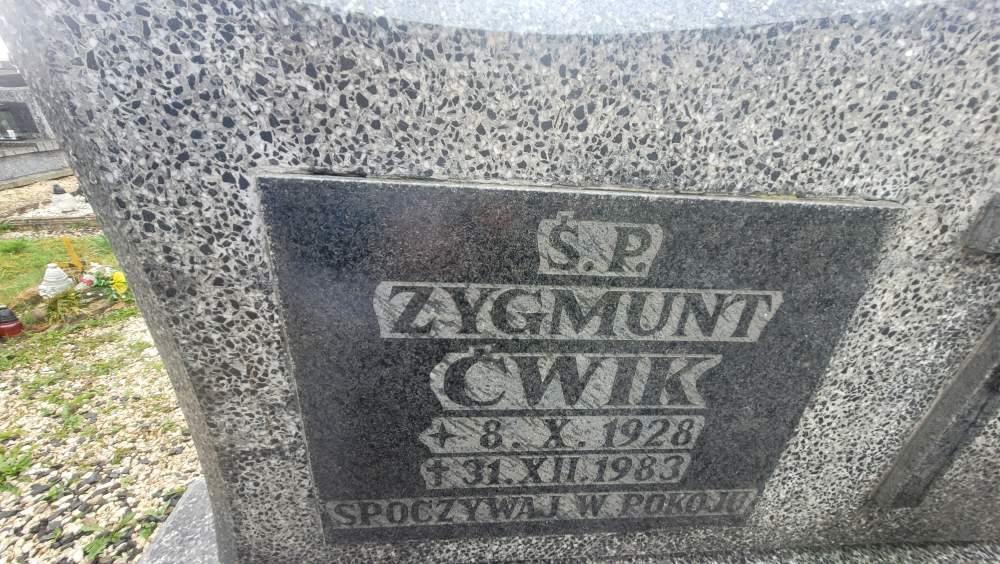 Ś.P.
ZYGMUNT
ĆWIK
8. X. 1928
31.XII.1983
SPOCZYWAJ W POKOJU